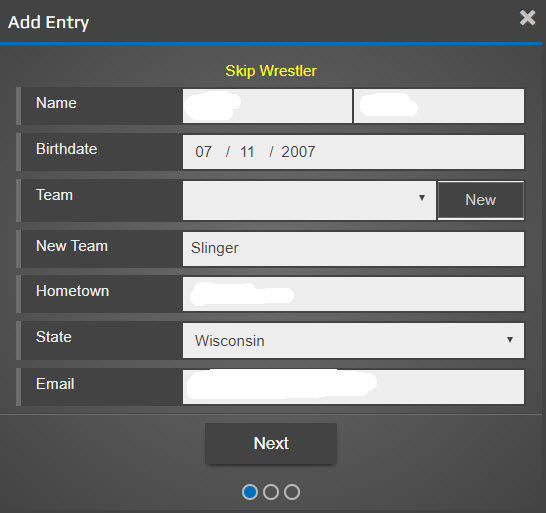 Add Entry
Skip Wrestler
Name
Birthdate 07 / 11 / 2007
Team New
New Team Slinger
Hometown
State Wisconsin
Email
Next